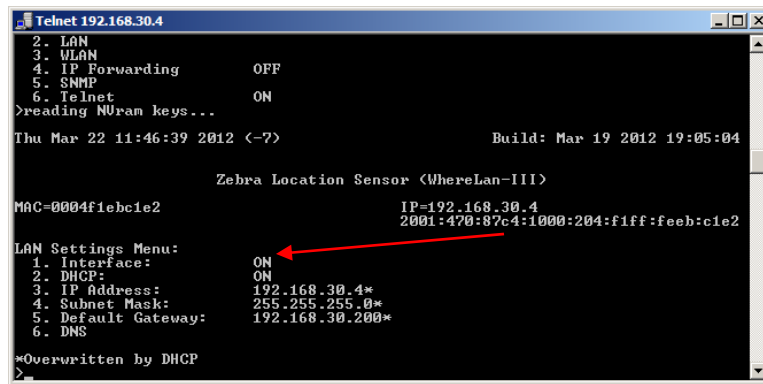 Telnet 192.168.30.4
2. LAN
3. WLAN
4. IP Forwarding OFF
5. SNMP
6. Telnet ON
>reading NVram keys...
Thu Mar 22 11:46:39 2012 (-7) Build: Mar 19 2012 19:05:04
Zebra Location Sensor (WhereLan-III)
MAC=0004f1ebc1e2 IP=192.168.30.4
2001:470:87c4:1000:204:f1ff:feeb:c1e2
LAN Settings Menu:
1. Interface: ON
2. DHCP: ON
3. IP Address: 192.168.30.4*
4. Subnet Mask: 255.255.255.0*
5. Default Gateway: 192.168.30.200*
6. DNS
*Overwritten by DHCP
>_